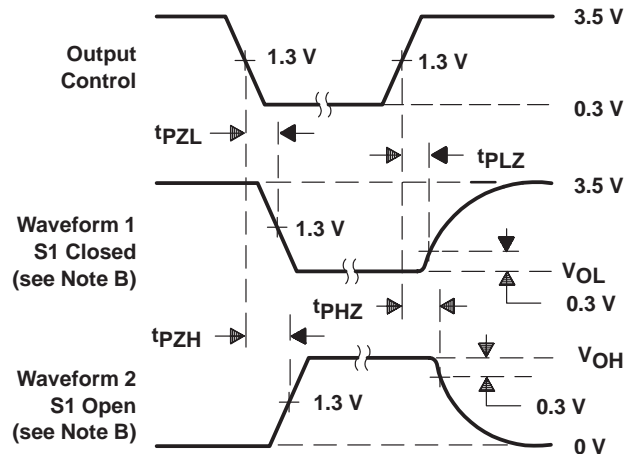 3.5 V
Output
Control
1.3 V
1.3 V
0.3 V
tPZL
tPLZ
3.5 V
Waveform 1
S1 Closed
(see Note B)
1.3 V
VOL
0.3 V
tPHZ
tPZH
VOH
Waveform 2
S1 Open
(see Note B)
1.3 V
0.3 V
0 V